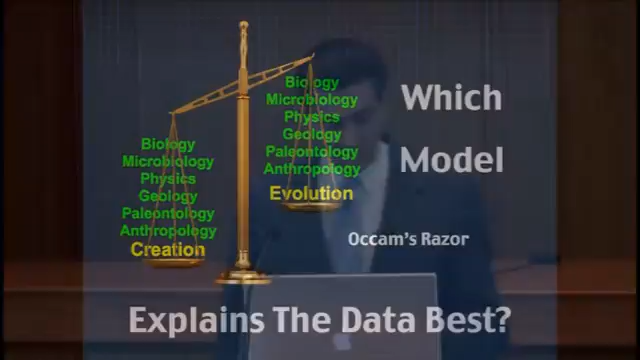 Biology
Microbiology
Physics
Geology
Paleontology
Anthropology
Creation
Biology
Microbiology
Physics
Geology
Paleontology
Anthropology
Evolution
Which
Model
Occam's Razor
Explains The Data Best?